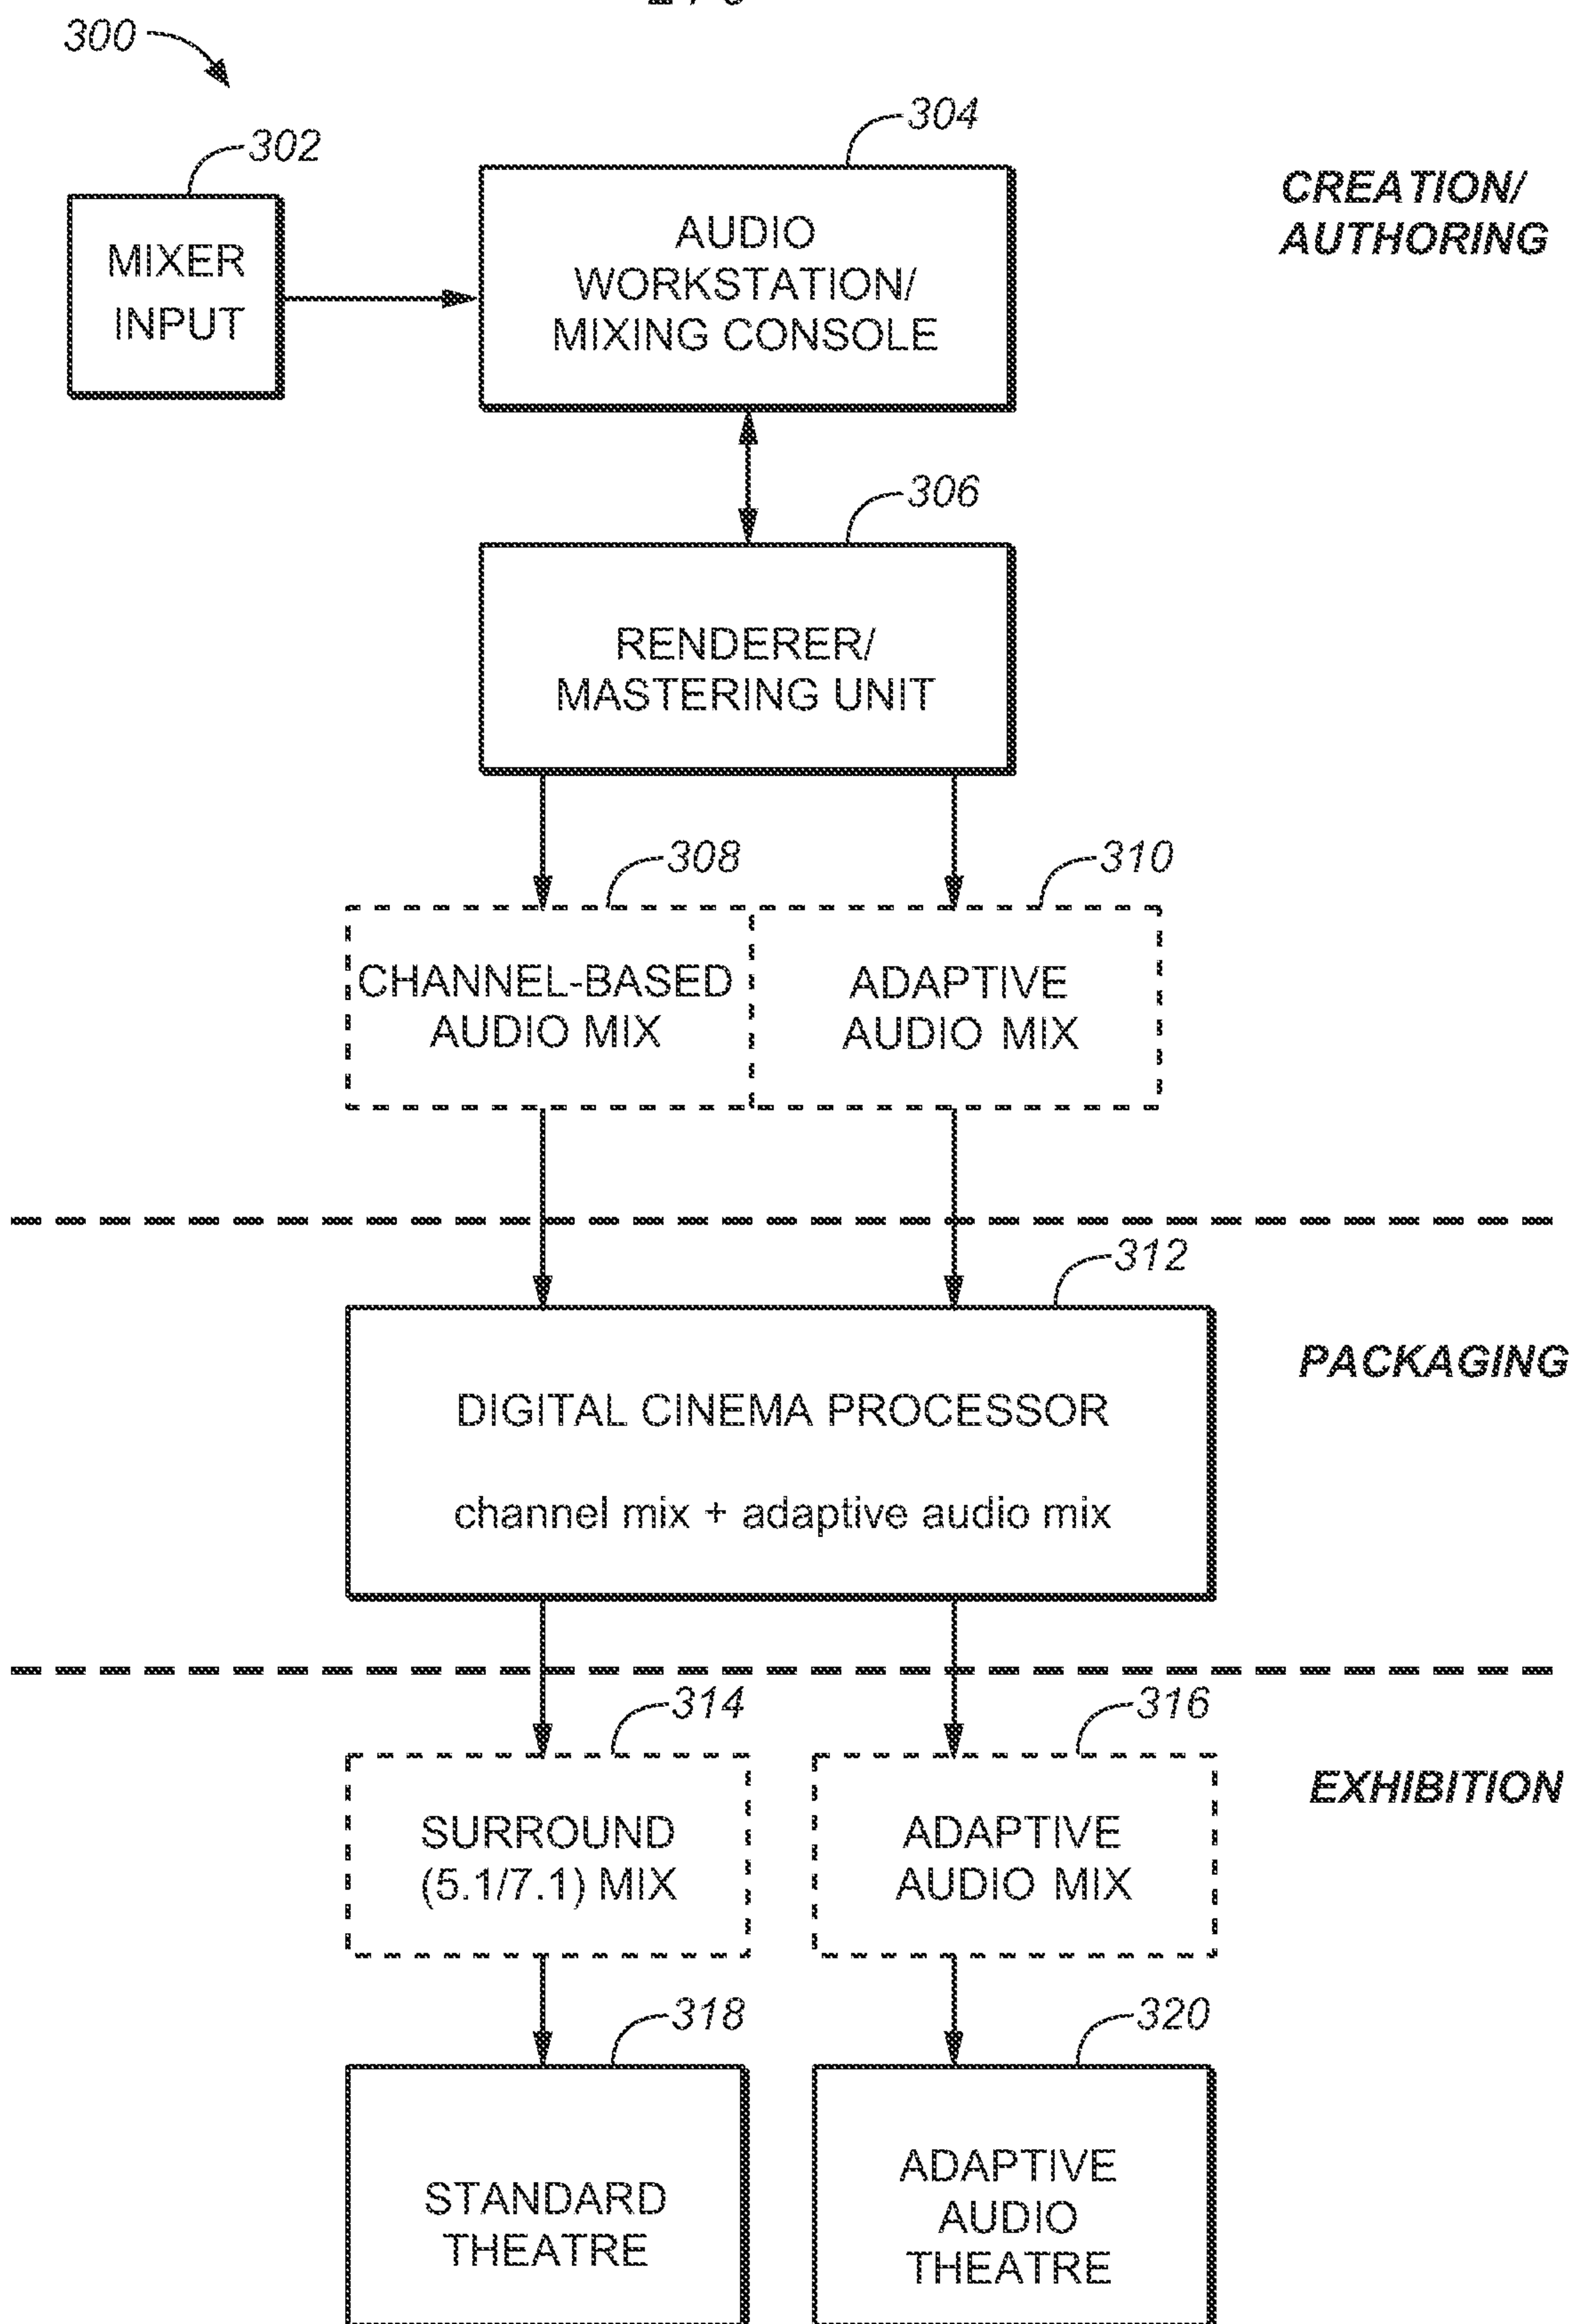 300
302
304
MIXER
INPUT
AUDIO
WORKSTATION/
MIXING CONSOLE
CREATION/
AUTHORING
306
RENDERER/
MASTERING UNIT
308
310
CHANNEL-BASED
AUDIO MIX
ADAPTIVE
AUDIO MIX
312
DIGITAL CINEMA PROCESSOR
channel mix + adaptive audio mix
PACKAGING
314
316
SURROUND
(5.1/7.1) MIX
ADAPTIVE
AUDIO MIX
EXHIBITION
318
320
STANDARD
THEATRE
ADAPTIVE
AUDIO
THEATRE